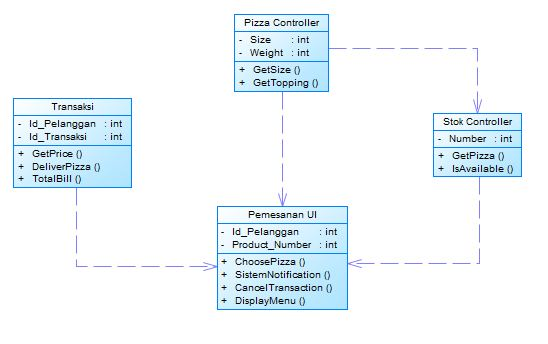 Pizza Controller
- Size : int
- Weight : int
+ GetSize ()
+ GetTopping ()
Transaksi
- Id_Pelanggan : int
- Id_Transaksi : int
+ GetPrice ()
+ DeliverPizza ()
+ TotalBill ()
Stok Controller
- Number : int
+ GetPizza ()
+ IsAvailable ()
Pemesanan UI
- Id_Pelanggan : int
- Product_Number : int
+ ChoosePizza ()
+ SistemNotification ()
+ CancelTransaction ()
+ DisplayMenu ()